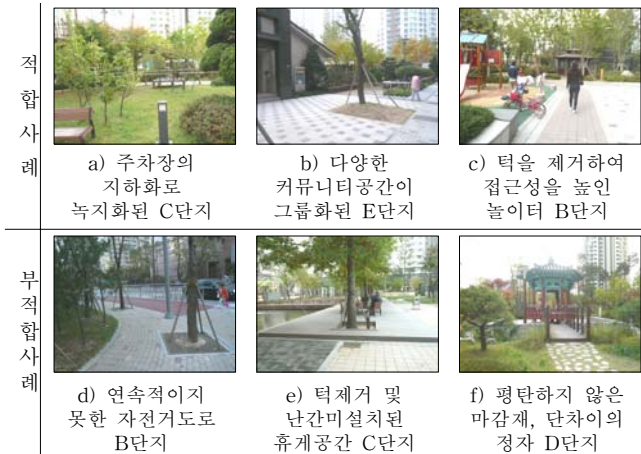 적합사례
a) 주차장의
지하화로
녹지화된 C단지
b) 다양한
커뮤니티공간이
그룹화된 E단지
c) 턱을 제거하여
접근성을 높인
놀이터 B단지
부적합사례
d) 연속적이지
못한 자전거도로
B단지
e) 턱제거 및
난간미설치된
휴게공간 C단지
f) 평탄하지 않은
마감재, 단차이의
정자 D단지